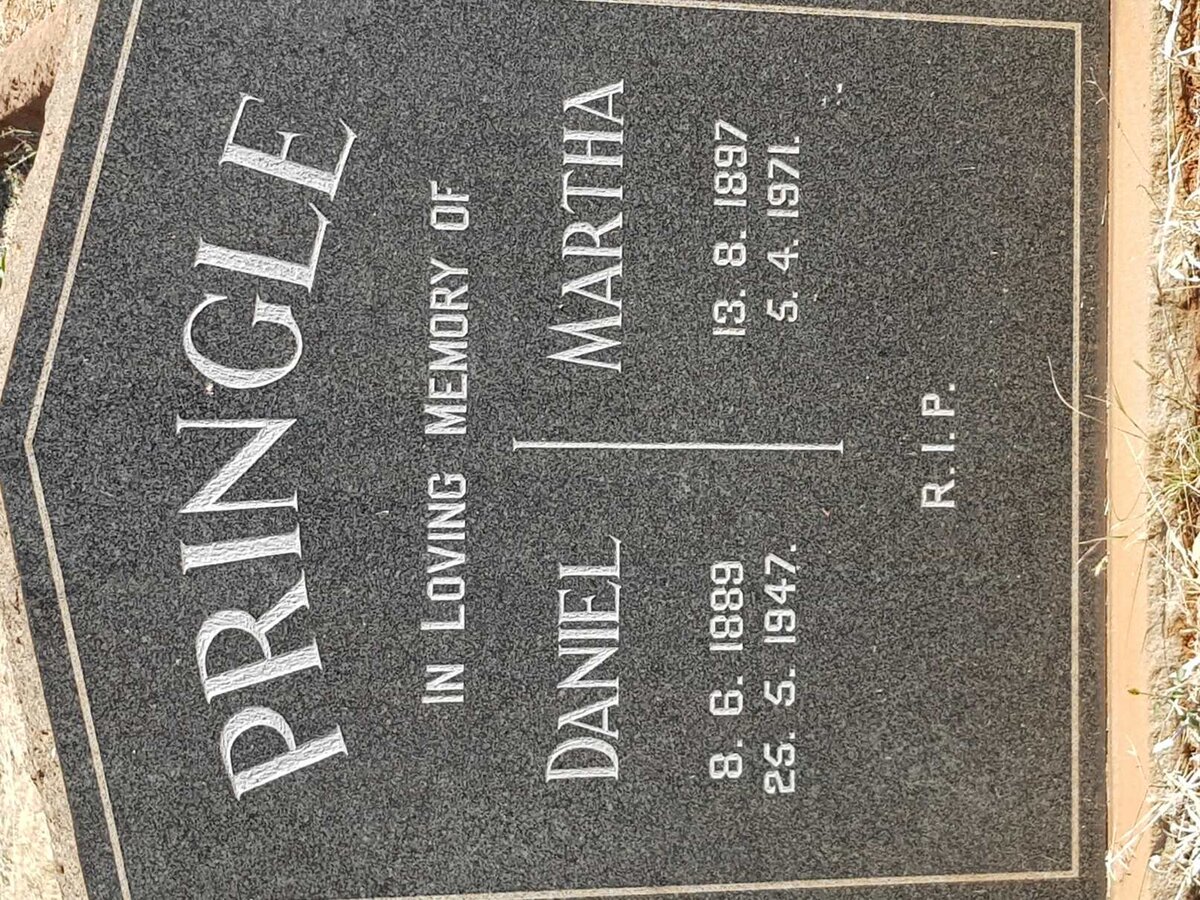 PRINGLE
IN LOVING MEMORY OF
DANIEL MARTHA
8. 6. 1889 13. 8. 1897
25. 5. 1947. 5. 4. 1971.
R. I. P.